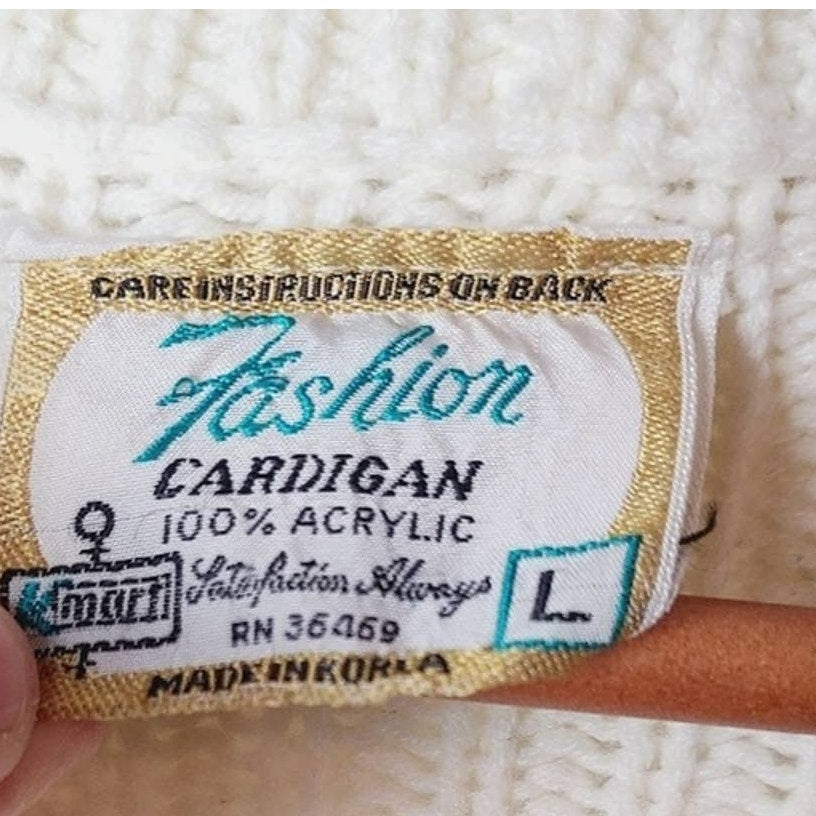 CARE INSTRUCTIONS ON BACK
Fashion
CARDIGAN
100% ACRYLIC
Kmart Satisfaction Always
L
RN 36469
MADE IN KOREA